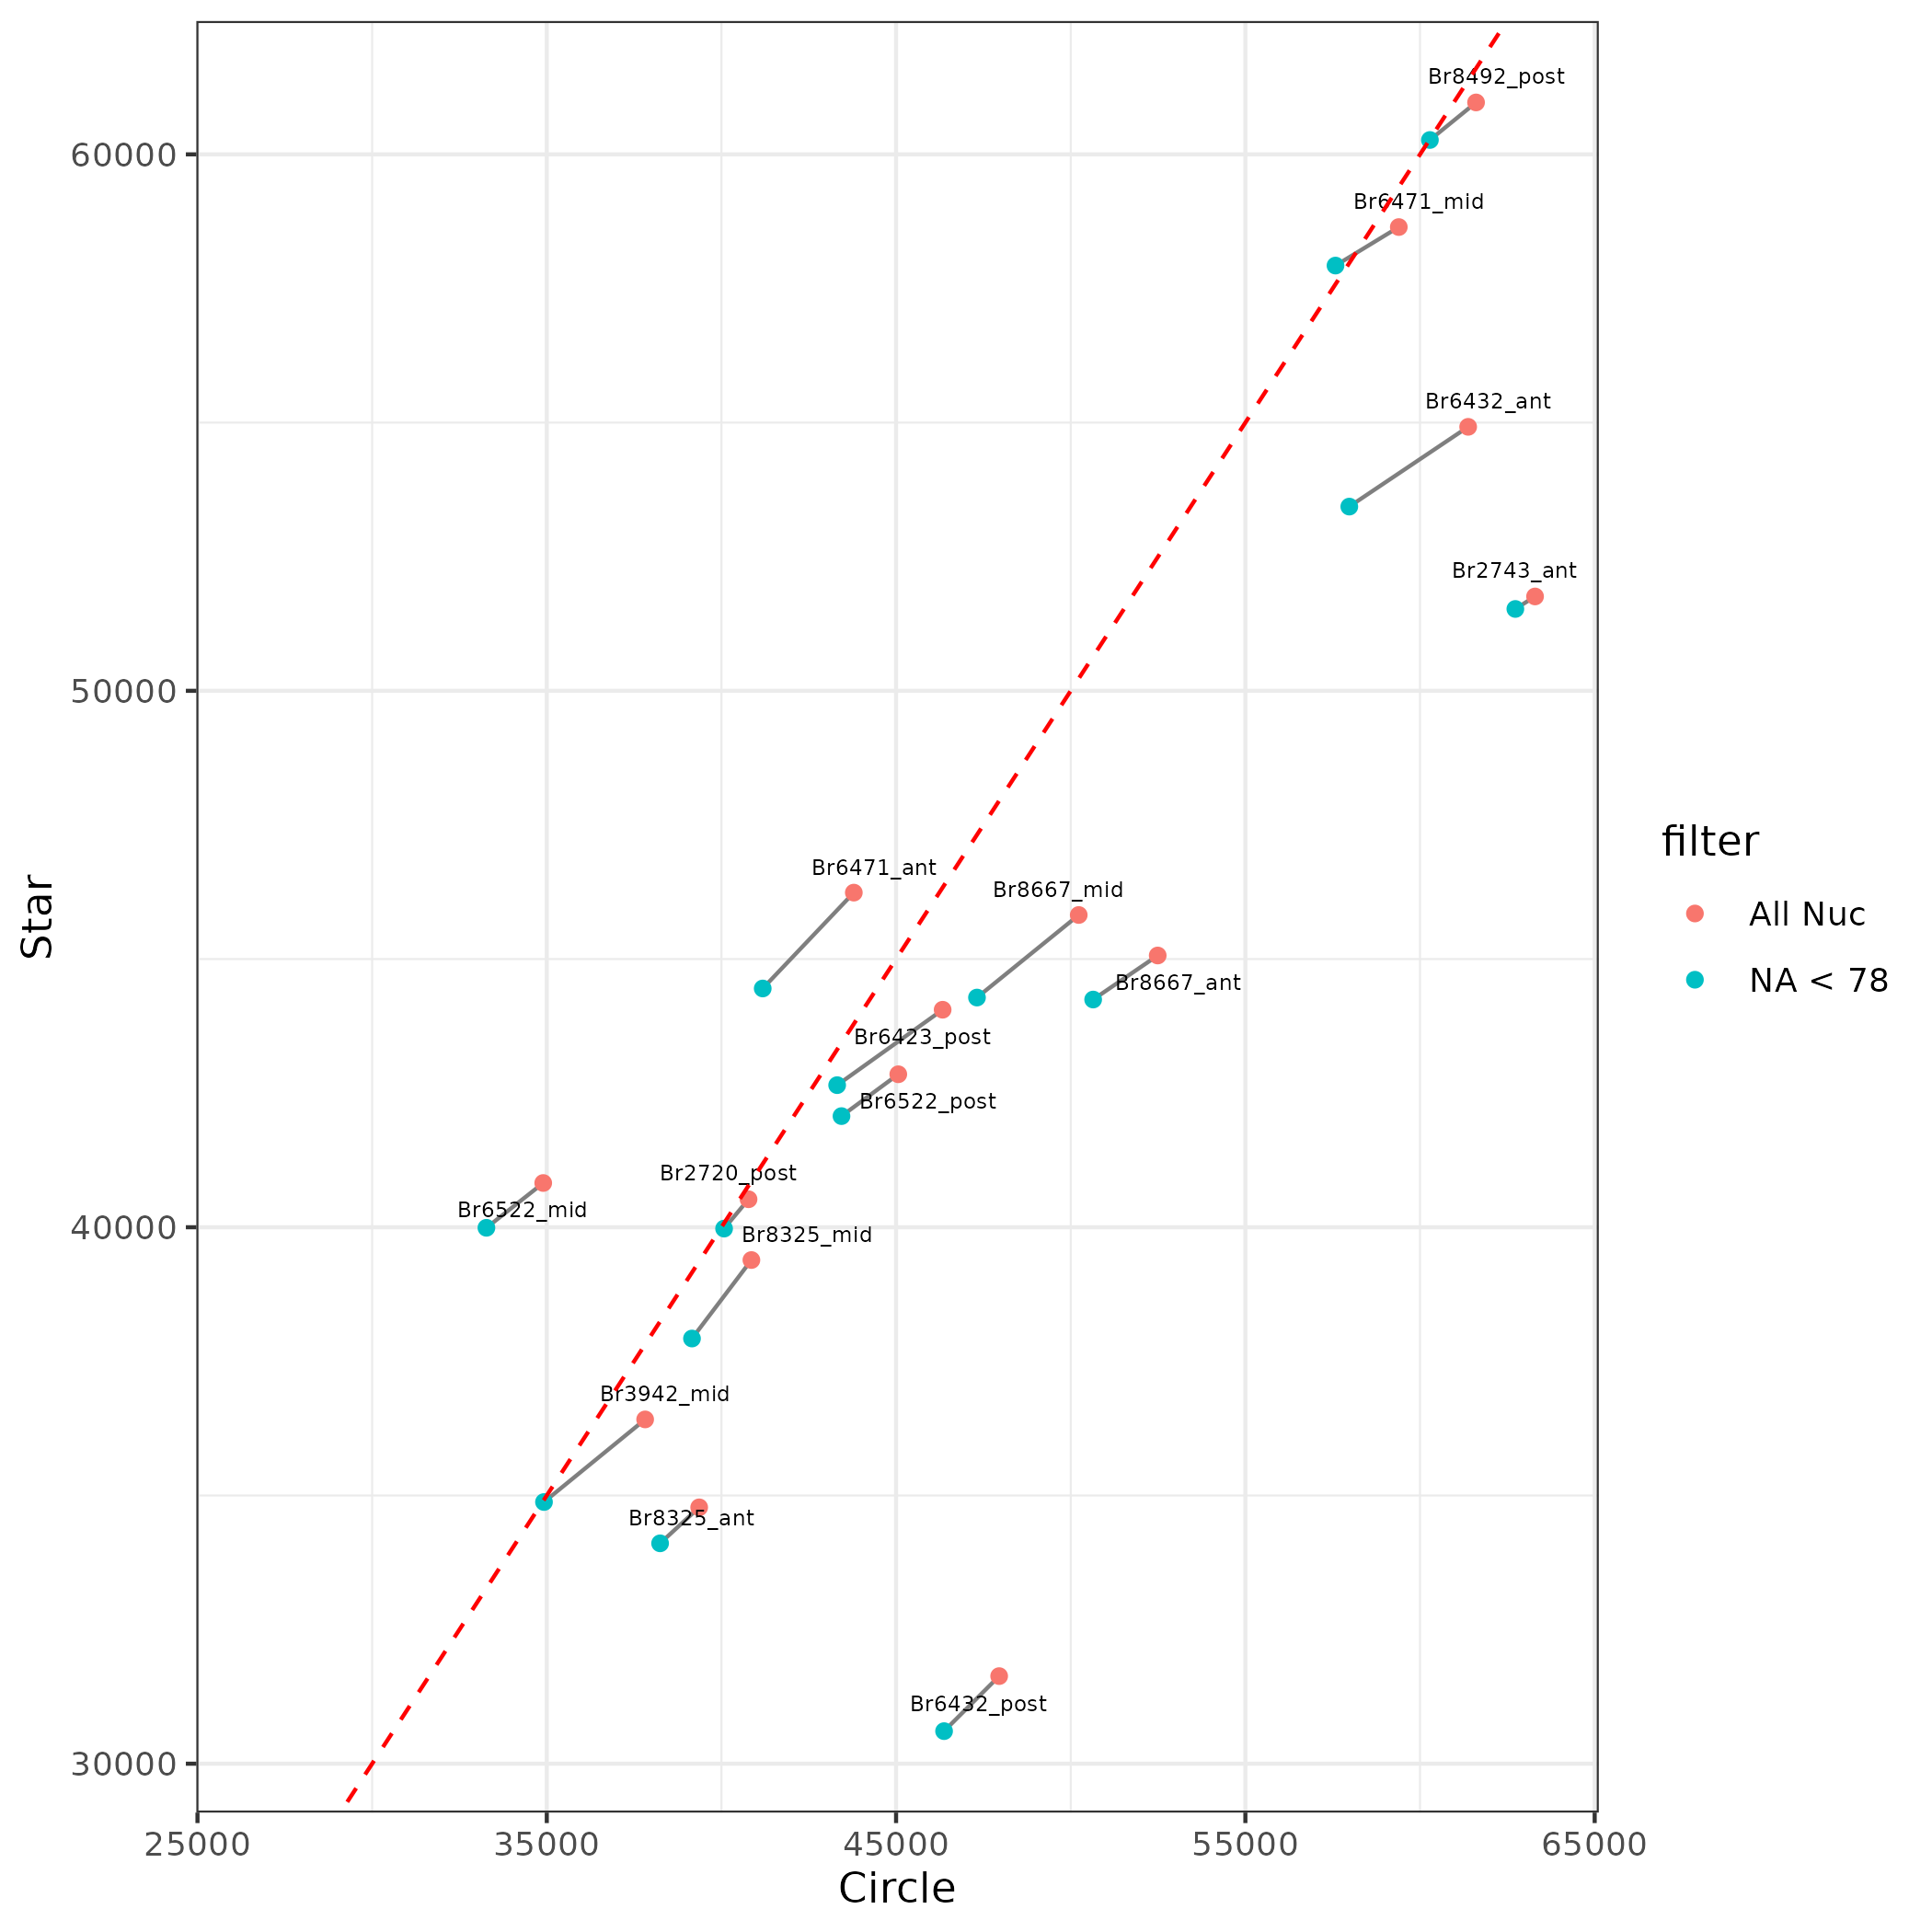 Br8492_post
60000
Br6471_mid
Br6432_ant
Br2743_ant
50000
Br6471_ant
Br8667_mid
Br8667_ant
Br6423_post
Br6522_post
Br2720_post
Br6522_mid
40000
Br8325_mid
Br3942_mid
Br8325_ant
Br6432_post
30000
25000 35000 45000 55000 65000
Circle
Star
filter
All Nuc
NA < 78